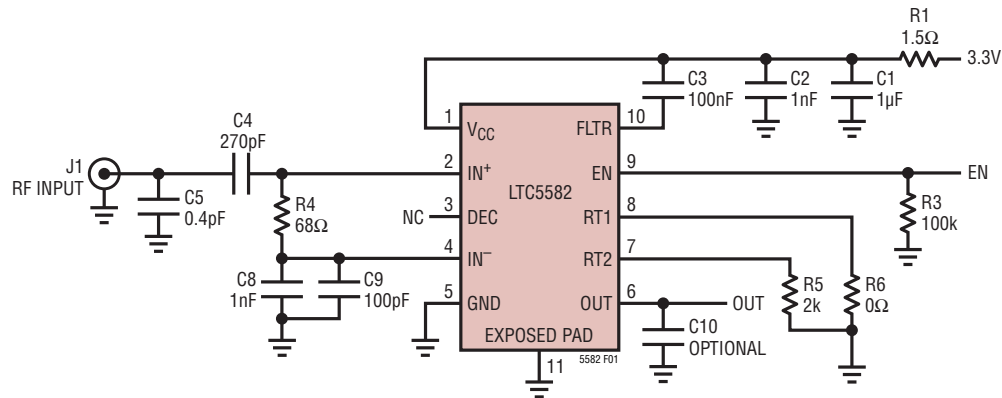 R1
1.5Ω
3.3V
C3
100nF
C2
1nF
C1
1µF
C4
270pF
1
VCC
FLTR
10
J1
RF INPUT
2
IN+
EN
9
EN
C5
0.4pF
R4
68Ω
LTC5582
NC
3
DEC
RT1
8
R3
100k
4
IN−
RT2
7
C8
1nF
C9
100pF
R5
2k
R6
0Ω
5
GND
OUT
6
OUT
EXPOSED PAD
C10
OPTIONAL
5582 F01
11